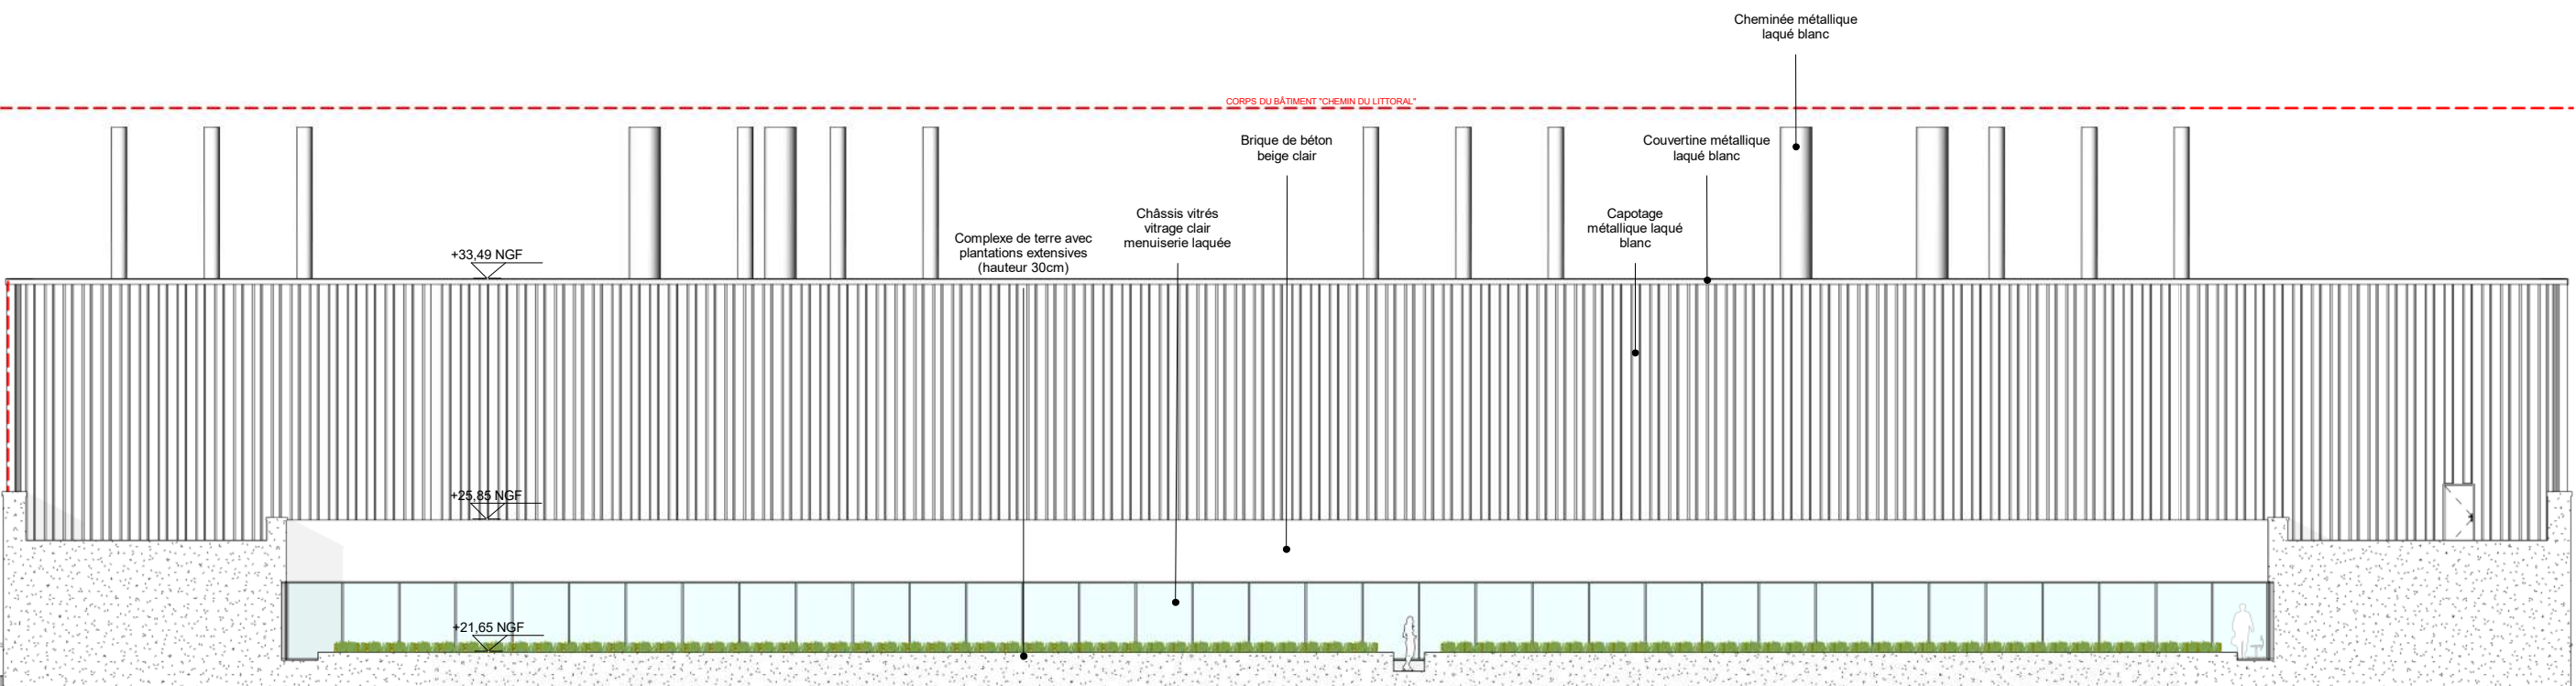 Cheminée métallique
laqué blanc
CORPS DU BÂTIMENT "CHEMIN DU LITTORAL"
Brique de béton
beige clair
Couvertine métallique
laqué blanc
Châssis vitrés
vitrage clair
menuiserie laquée
Capotage
métallique laqué
blanc
Complexe de terre avec
plantations extensives
(hauteur 30cm)
+33,49 NGF
+25,85 NGF
+21,65 NGF